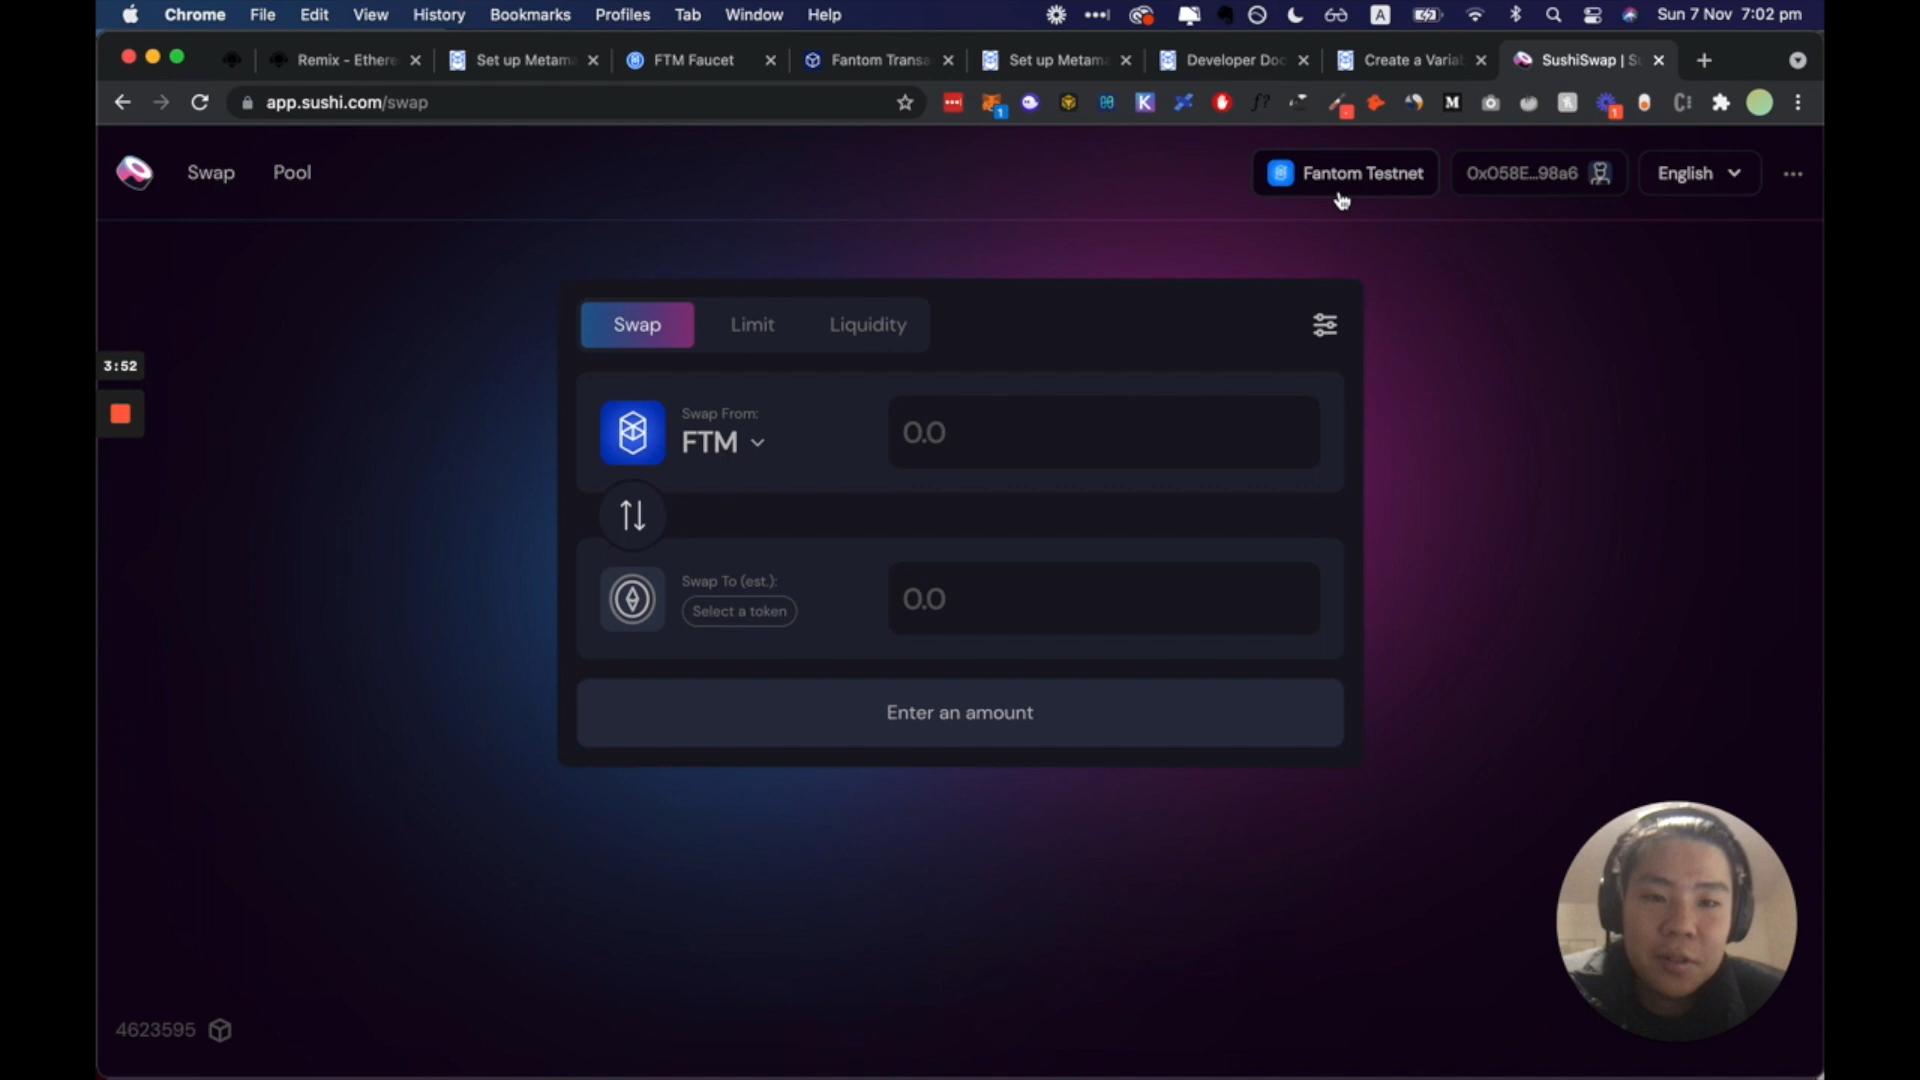 Chrome File Edit View History Bookmarks Profiles Tab Window Help
A
Sun 7 Nov 7:02 pm
Remix - Ethere
Set up Metam
FTM Faucet
Fantom Transa
Set up Metam
Developer Doc
Create a Varia
SushiSwap | S
app.sushi.com/swap
1
K
f?
M
1
Swap
Pool
Fantom Testnet
0x058E...98a6
English
Swap
Limit
Liquidity
3:52
Swap From:
FTM
0.0
Swap To (est.):
Select a token
0.0
Enter an amount
4623595